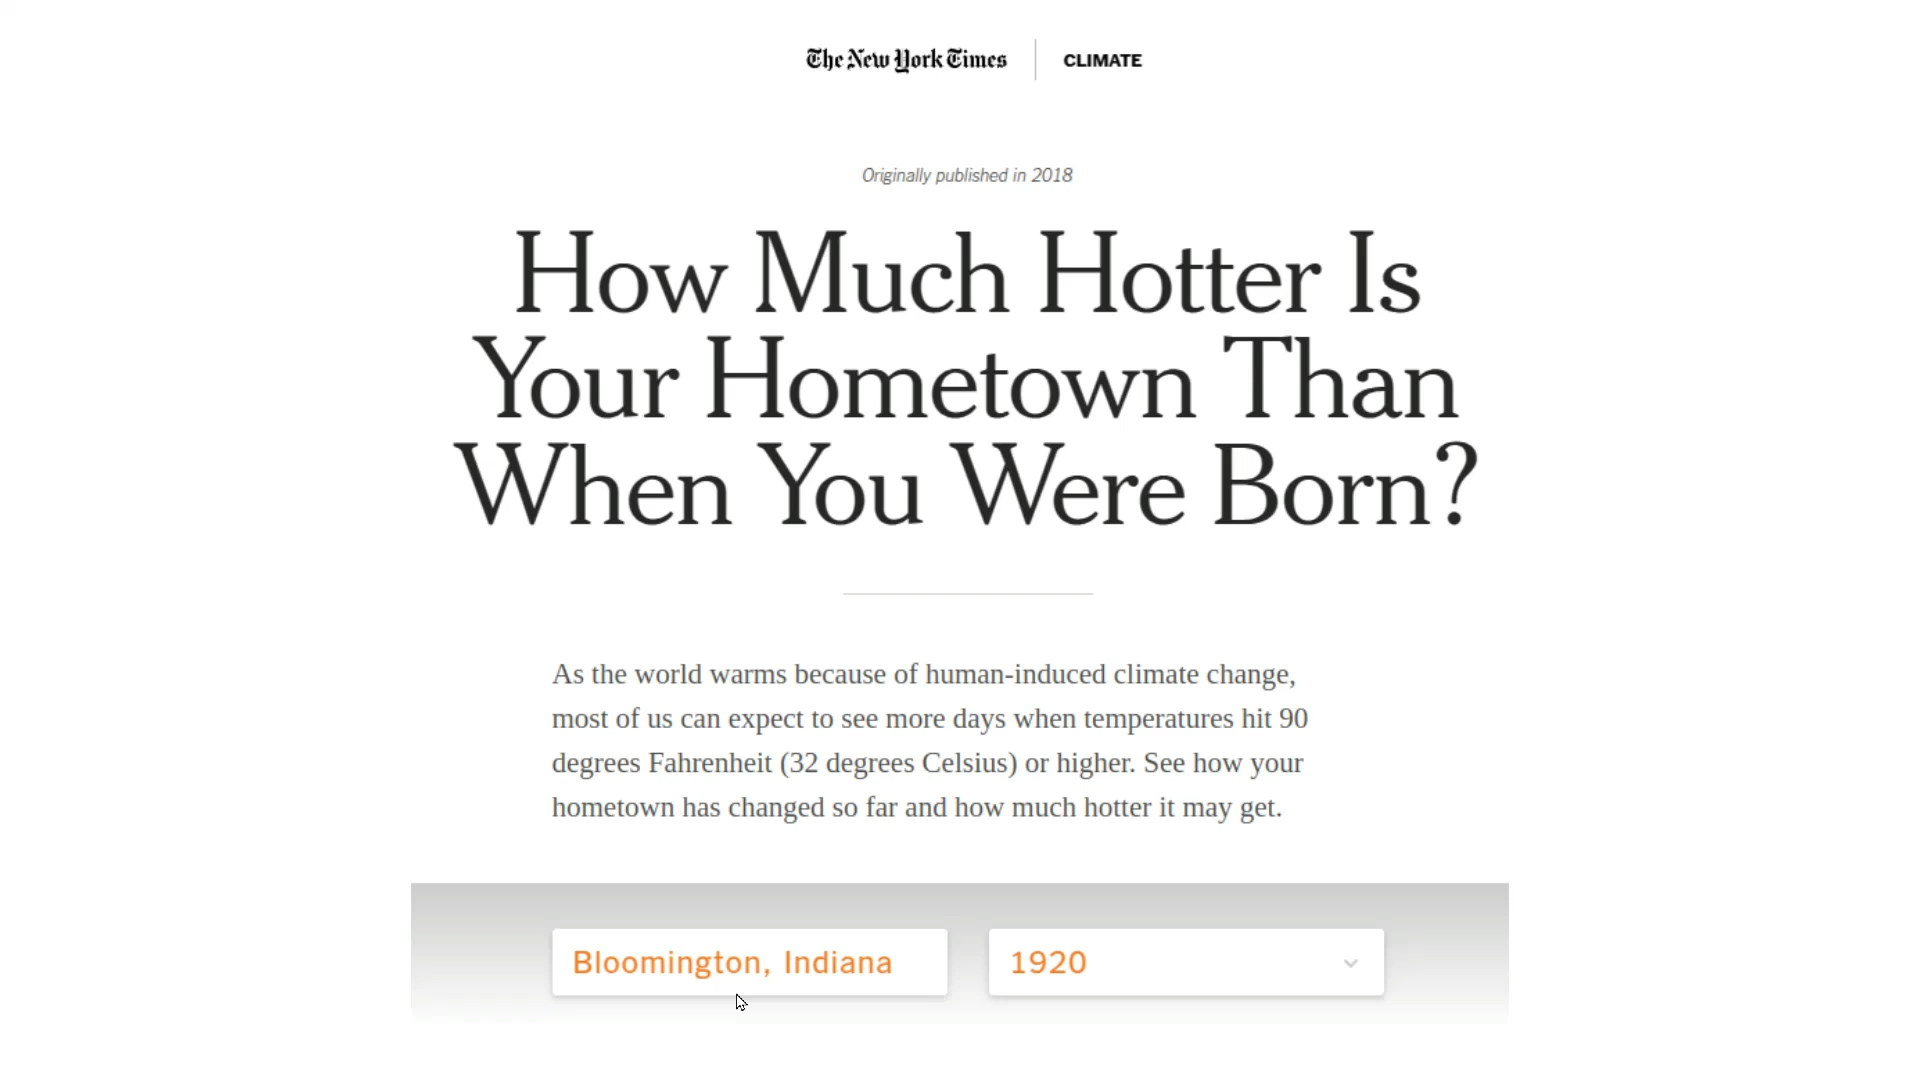 The New York Times
CLIMATE
Originally published in 2018
How Much Hotter Is
Your Hometown Than
When You Were Born?
As the world warms because of human-induced climate change,
most of us can expect to see more days when temperatures hit 90
degrees Fahrenheit (32 degrees Celsius) or higher. See how your
hometown has changed so far and how much hotter it may get.
Bloomington, Indiana
1920